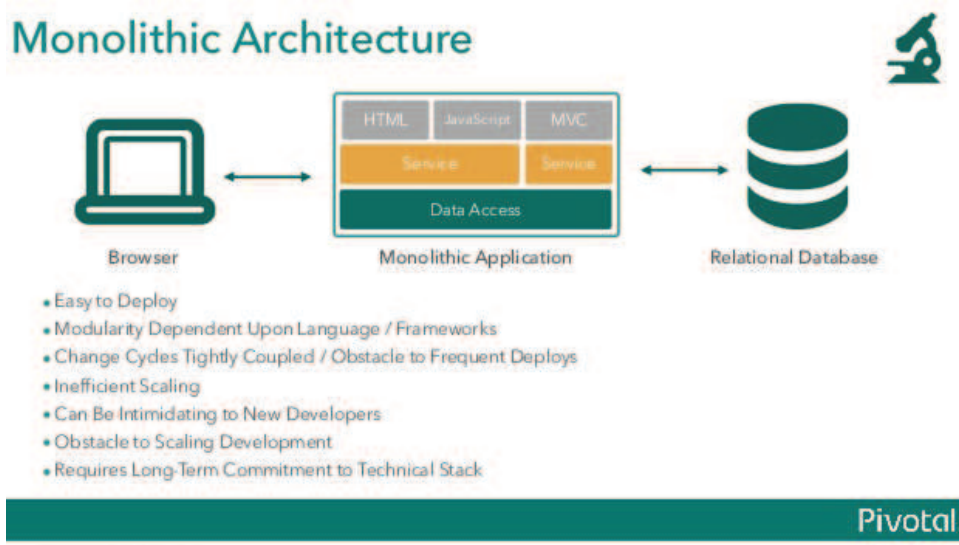 Monolithic Architecture
HTML JavaScript MVC
Service Service
Data Access
Browser Monolithic Application Relational Database
• Easy to Deploy
• Modularity Dependent Upon Language / Frameworks
• Change Cycles Tightly Coupled / Obstacle to Frequent Deploys
• Inefficient Scaling
• Can Be Intimidating to New Developers
• Obstacle to Scaling Development
• Requires Long-Term Commitment to Technical Stack
Pivotal